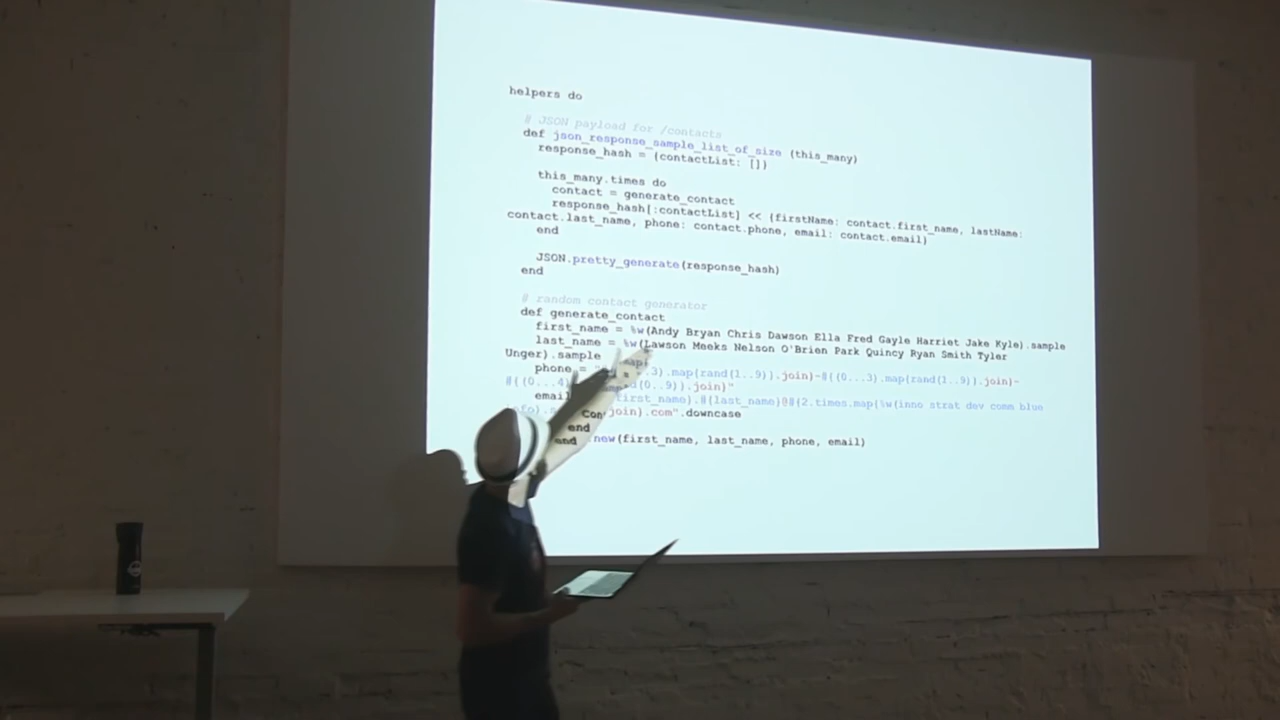 helpers do
# JSON payload for /contacts
def json_response_sample_list_of_size (this_many)
response_hash = {contactList: []}
this_many.times do
contact = generate_contact
response_hash[:contactList] << {firstName: contact.first_name, lastName:
contact.last_name, phone: contact.phone, email: contact.email}
end
JSON.pretty_generate(response_hash)
end
# random contact generator
def generate_contact
first_name = %w(Andy Bryan Chris Dawson Ella Fred Gayle Harriet Jake Kyle).sample
last_name = %w(Lawson Meeks Nelson O'Brien Park Quincy Ryan Smith Tyler
Unger).sample
phone = "#{(0...3).map{rand(1..9)}.join}-#{(0...3).map{rand(1..9)}.join}-
#{(0...4).map{rand(0..9)}.join}"
email first_name}.#{last_name}@#{2.times.map{%w(inno strat dev comm blue
join}.com".downcase
Con .new(first_name, last_name, phone, email)
end
end